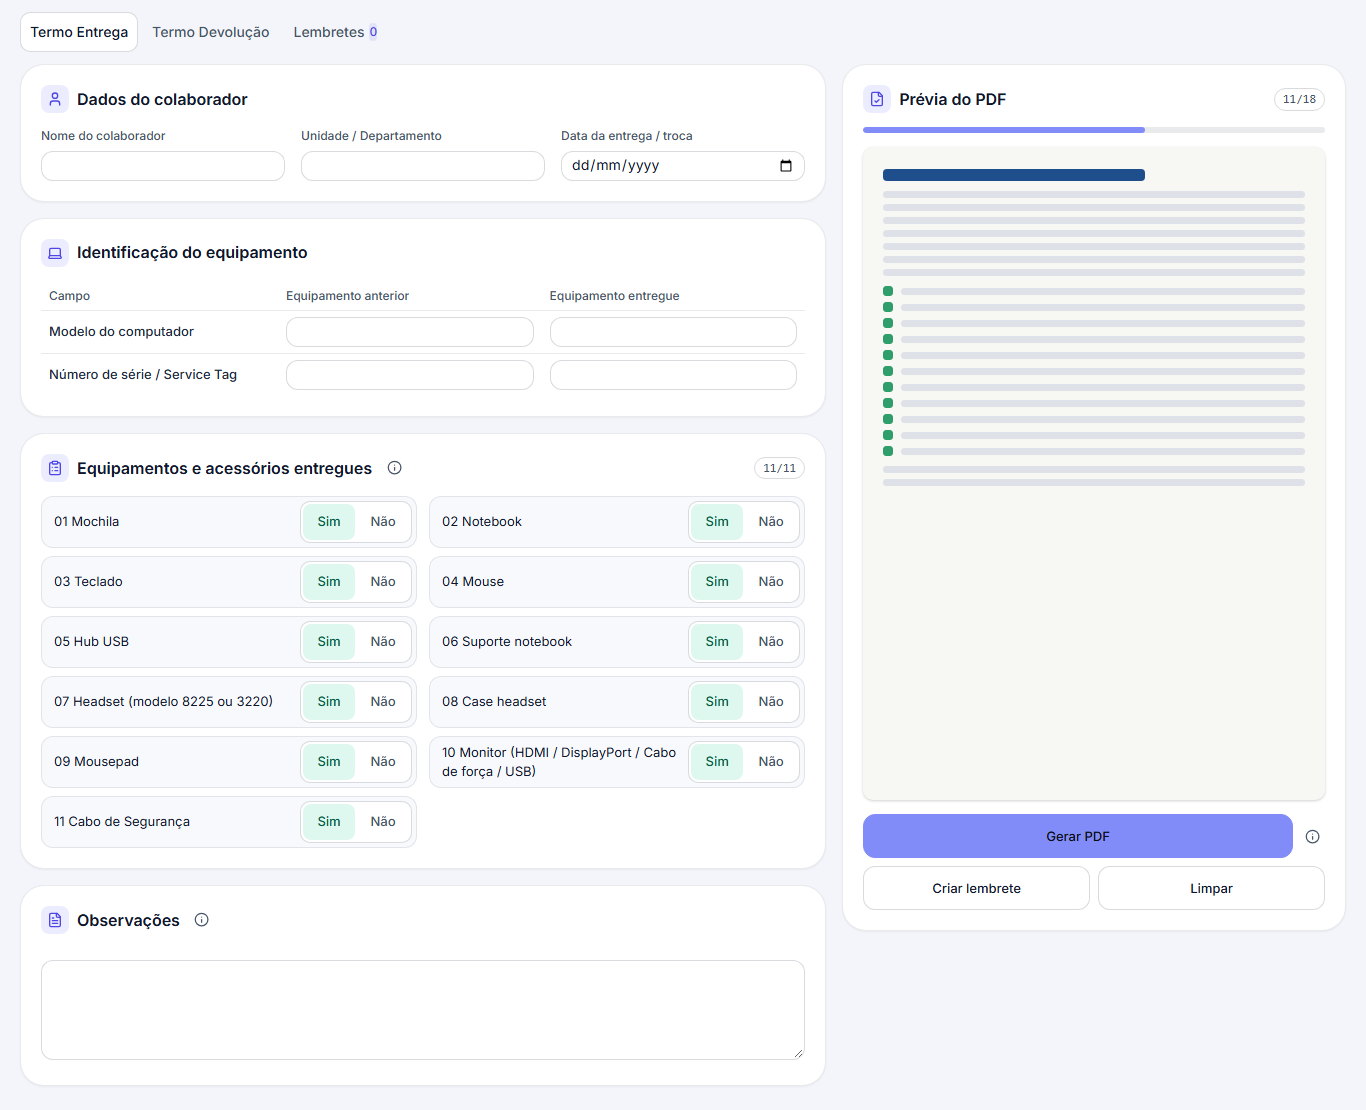 Termo Entrega
Termo Devolução
Lembretes 0
Dados do colaborador
Nome do colaborador
Unidade / Departamento
Data da entrega / troca
dd/mm/yyyy
Identificação do equipamento
Campo
Equipamento anterior
Equipamento entregue
Modelo do computador
Número de série / Service Tag
Equipamentos e acessórios entregues
11/11
01 Mochila
Sim
Não
02 Notebook
Sim
Não
03 Teclado
Sim
Não
04 Mouse
Sim
Não
05 Hub USB
Sim
Não
06 Suporte notebook
Sim
Não
07 Headset (modelo 8225 ou 3220)
Sim
Não
08 Case headset
Sim
Não
09 Mousepad
Sim
Não
10 Monitor (HDMI / DisplayPort / Cabo
de força / USB)
Sim
Não
11 Cabo de Segurança
Sim
Não
Observações
Prévia do PDF
11/18
Gerar PDF
Criar lembrete
Limpar